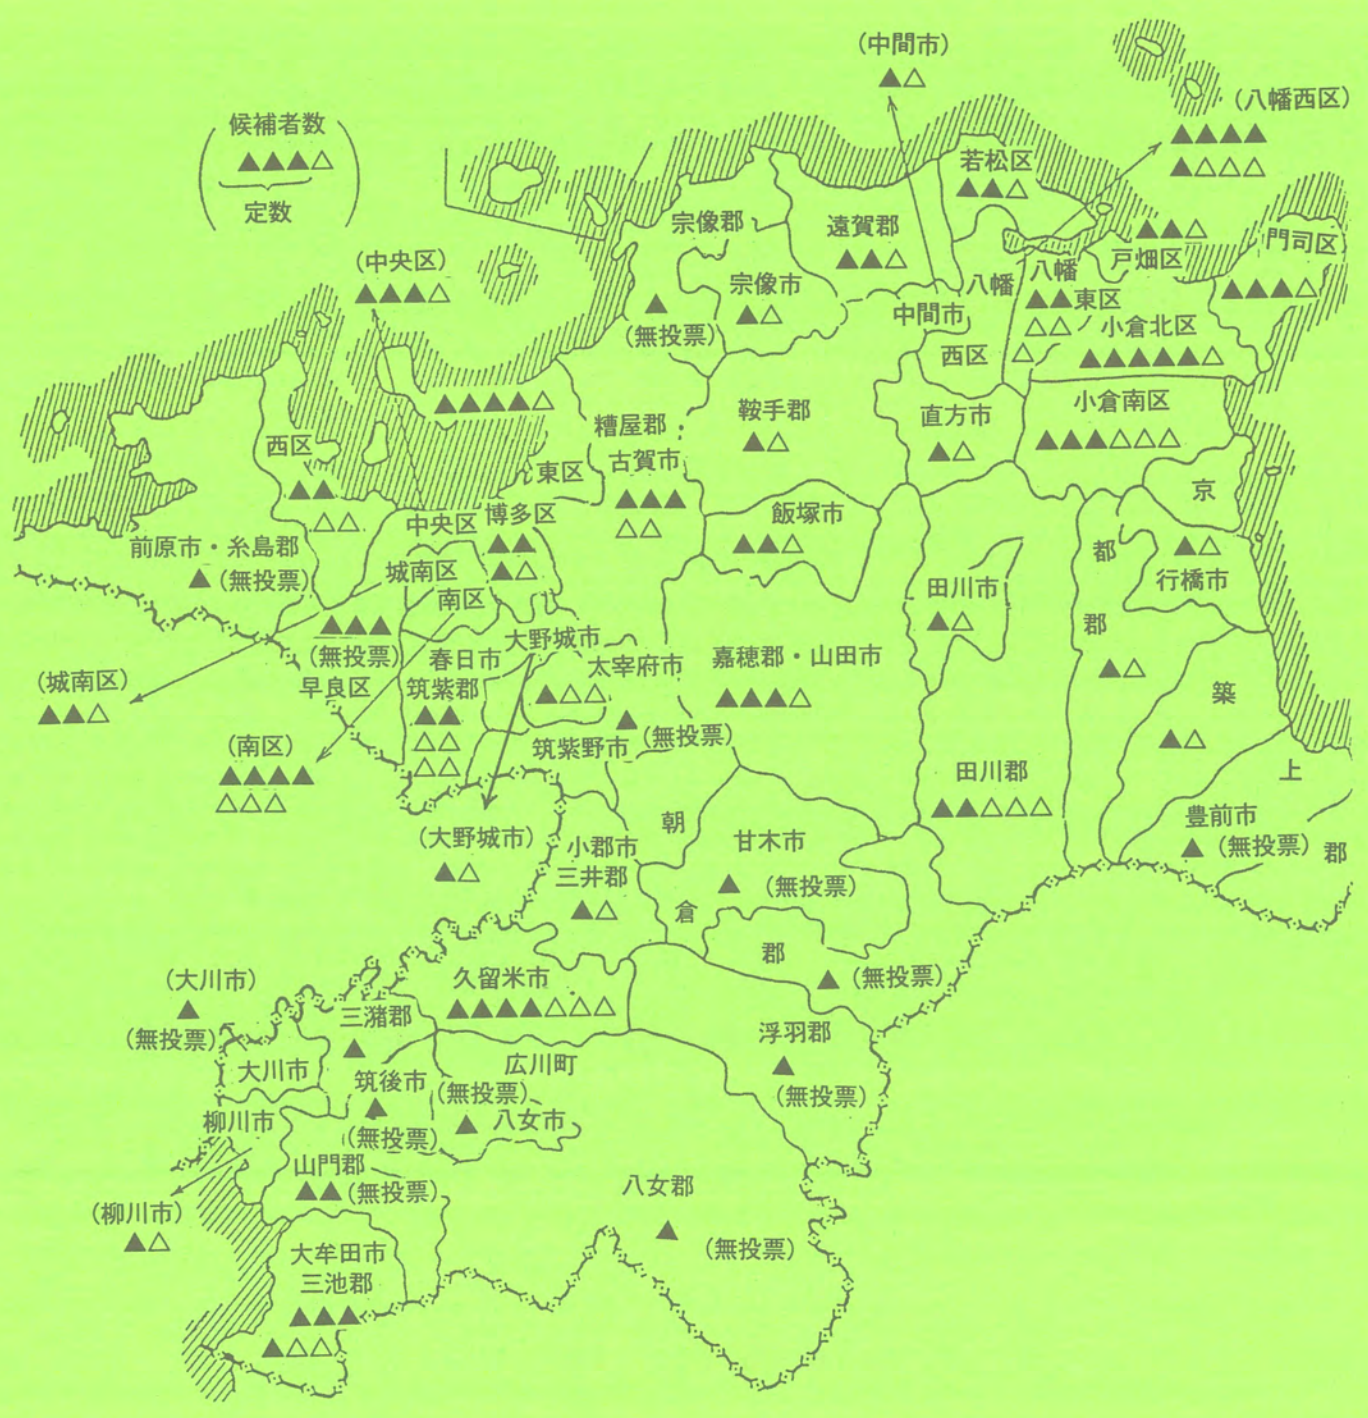 (中間市)
▲△
(八幡西区)
▲▲▲▲
▲△△△
候補者数
▲▲▲△
定数
若松区
▲▲△
宗像郡
▲
(無投票)
遠賀郡
▲▲△
▲▲△
戸畑区
門司区
▲▲▲△
(中央区)
▲▲▲△
宗像市
▲△
中間市
八幡
西区
八幡
▲▲東区
△△
△
小倉北区
▲▲▲▲▲△
▲▲▲▲△
東区
糟屋郡
古賀市
▲▲▲
△△
鞍手郡
▲△
直方市
▲△
小倉南区
▲▲▲△△△
西区
▲▲
△△
京
都
郡
▲△
▲△
行橋市
前原市・糸島郡
▲(無投票)
中央区
博多区
▲▲
▲△
飯塚市
▲▲△
田川市
▲△
城南区
南区
▲▲▲
(無投票)
早良区
春日市
筑紫郡
▲▲
△△
△△
大野城市
太宰府市
▲△△
▲
(無投票)
筑紫野市
嘉穂郡・山田市
▲▲▲△
築
▲△
上
郡
(城南区)
▲▲△
(南区)
▲▲▲▲
△△△
田川郡
▲▲△△△
豊前市
▲(無投票)
(大野城市)
▲△
小郡市
三井郡
▲△
朝
倉
郡
▲(無投票)
甘木市
▲(無投票)
(大川市)
▲
(無投票)
久留米市
▲▲▲▲△△△
三潴郡
▲
大川市
筑後市
▲
(無投票)
広川町
(無投票)
▲八女市
浮羽郡
▲
(無投票)
柳川市
山門郡
▲▲(無投票)
(柳川市)
▲△
八女郡
▲
(無投票)
大牟田市
三池郡
▲▲▲
▲△△